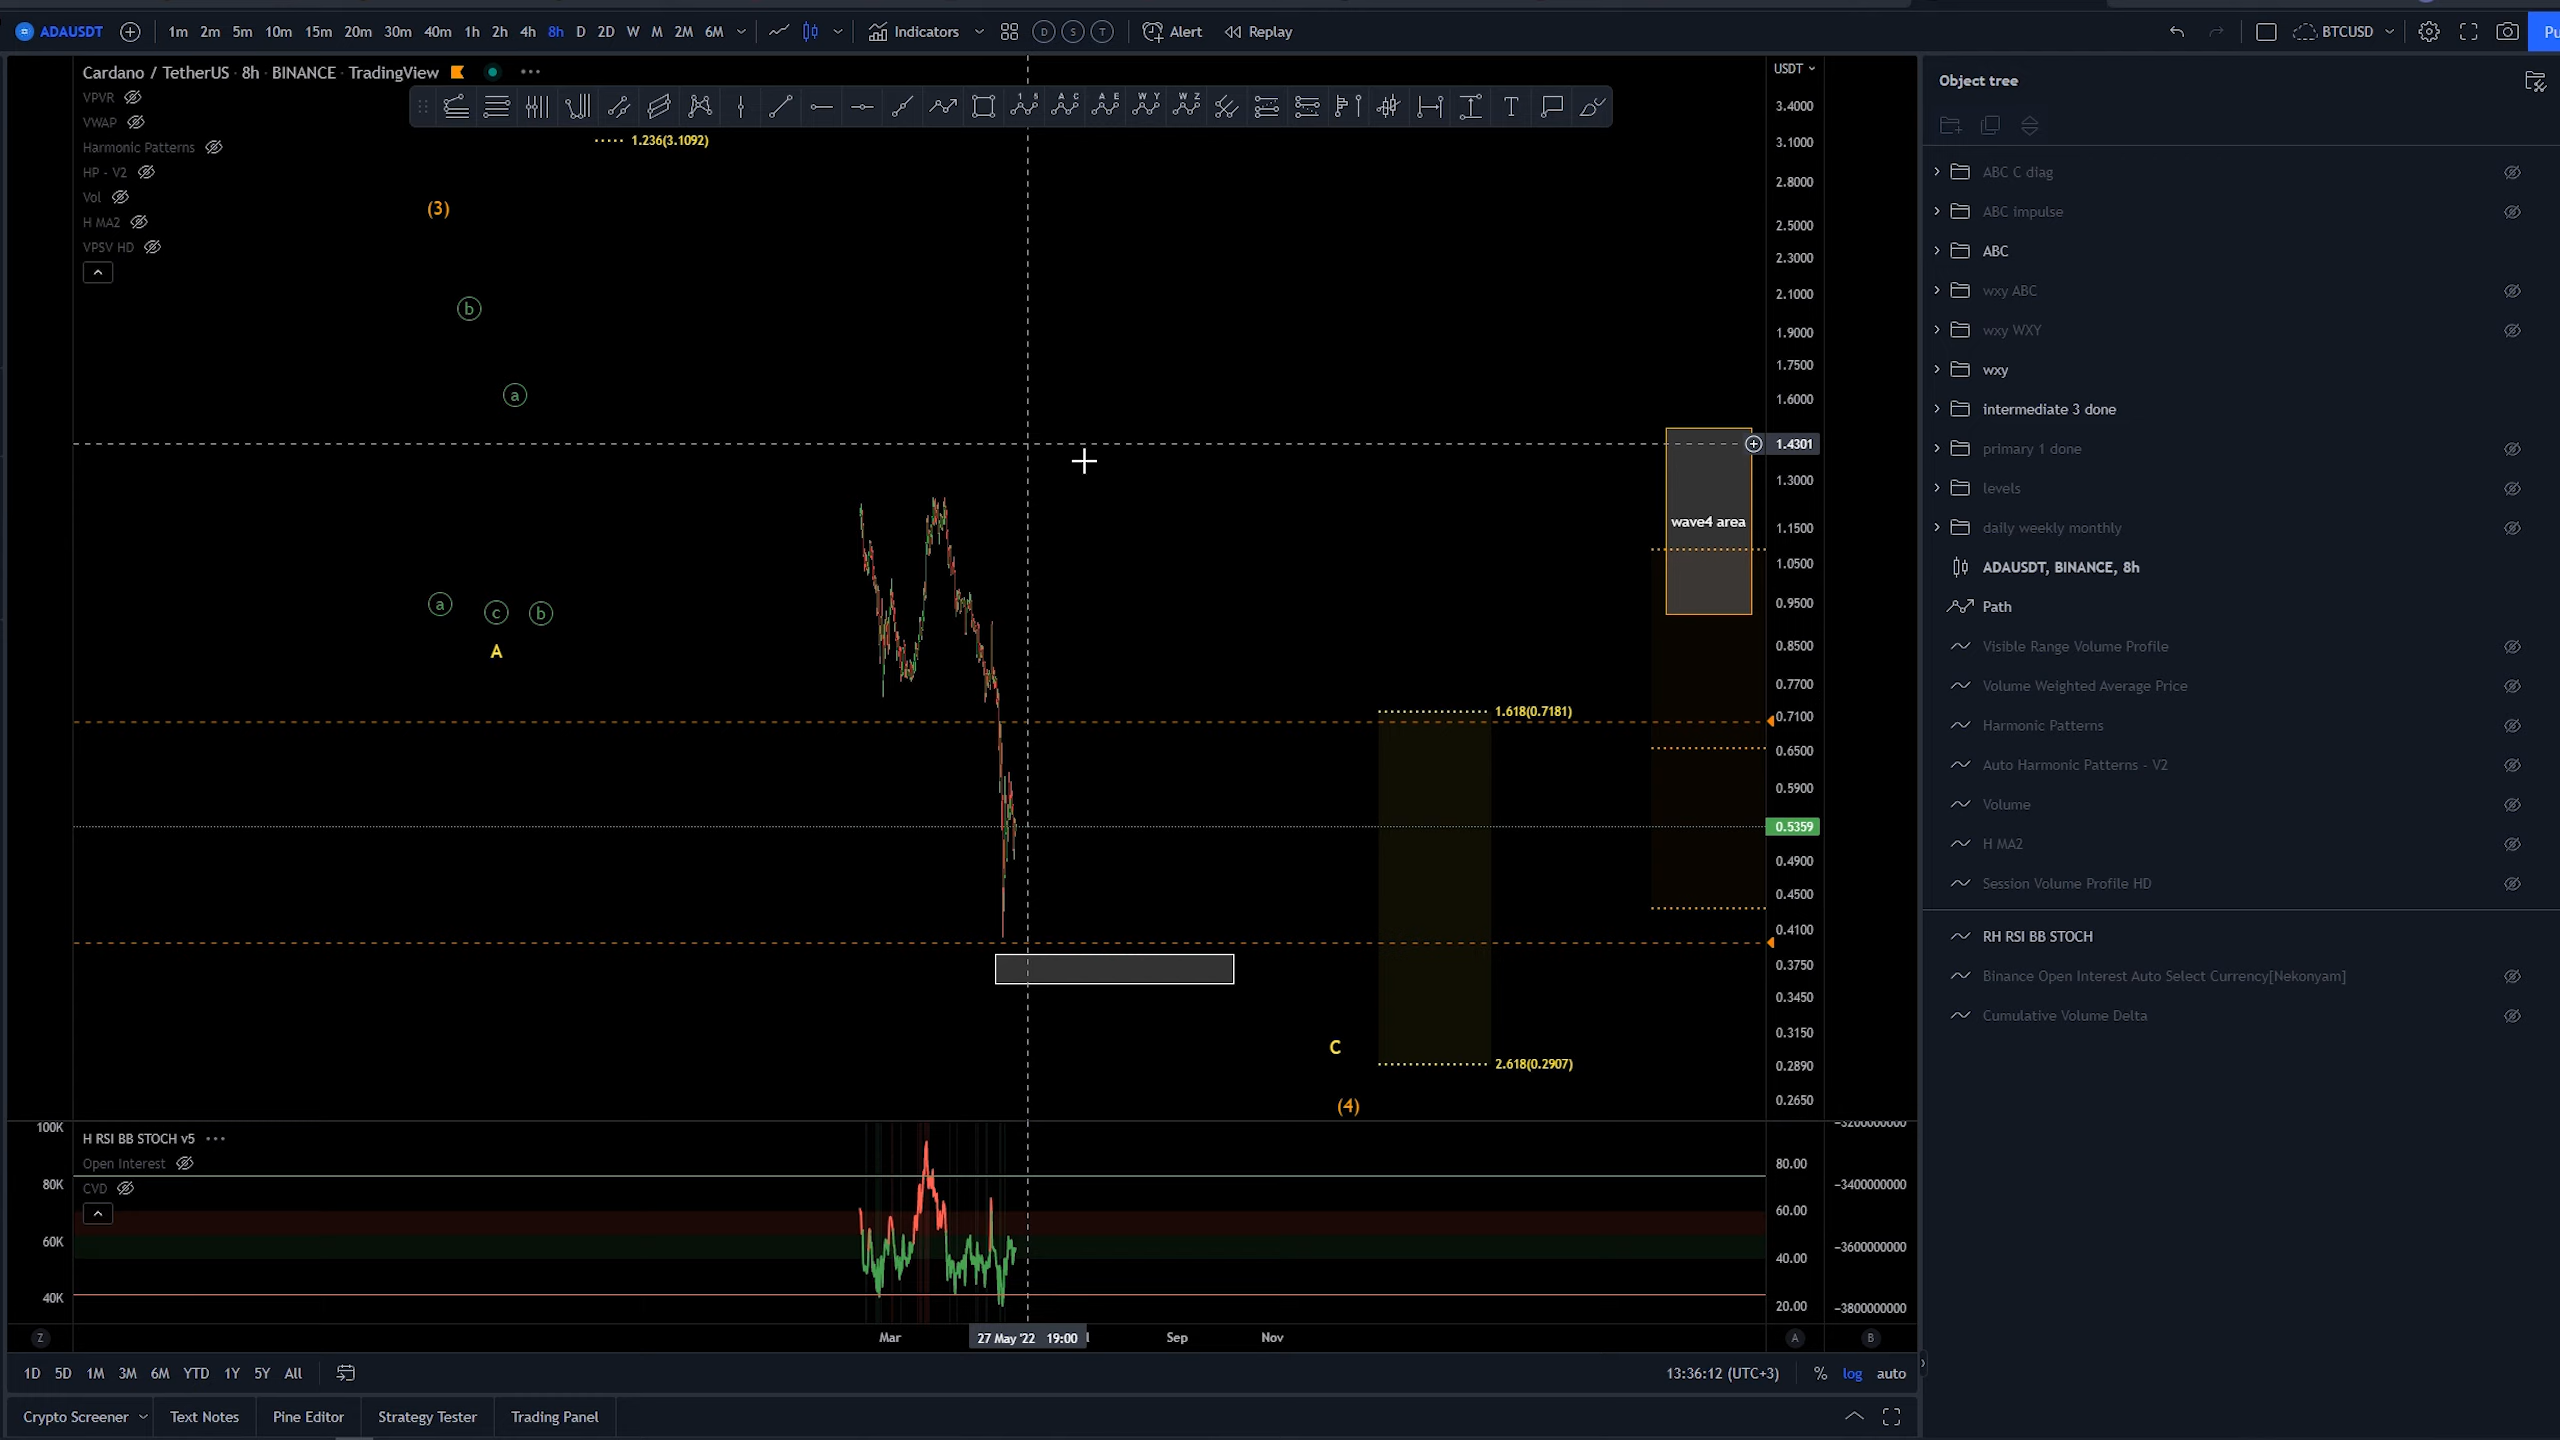 ADAUSDT 1m 2m 5m 10m 15m 20m 30m 40m 1h 2h 4h 8h D 2D W M 2M 6M Indicators D S T Alert Replay BTCUSD Pu
Cardano / TetherUS · 8h · BINANCE · TradingView
VPVR
VWAP
Harmonic Patterns
HP - V2
Vol
H MA2
VPSV HD
1 5
A C
A E
W Y
W Z
T
1.236(3.1092)
(3)
b
a
a
c
b
A
wave4 area
1.618(0.7181)
2.618(0.2907)
C
(4)
USDT
3.4000
3.1000
2.8000
2.5000
2.3000
2.1000
1.9000
1.7500
1.6000
1.4301
1.3000
1.1500
1.0500
0.9500
0.8500
0.7700
0.7100
0.6500
0.5900
0.5359
0.4900
0.4500
0.4100
0.3750
0.3450
0.3150
0.2890
0.2650
H RSI BB STOCH v5
Open Interest
CVD
100K
80K
60K
40K
80.00
60.00
40.00
20.00
-3200000000
-3400000000
-3600000000
-3800000000
Z Mar 27 May '22 19:00 Sep Nov A B
1D 5D 1M 3M 6M YTD 1Y 5Y All 13:36:12 (UTC+3) % log auto
Crypto Screener Text Notes Pine Editor Strategy Tester Trading Panel
Object tree
ABC C diag
ABC impulse
ABC
wxy ABC
wxy WXY
wxy
intermediate 3 done
primary 1 done
levels
daily weekly monthly
ADAUSDT, BINANCE, 8h
Path
Visible Range Volume Profile
Volume Weighted Average Price
Harmonic Patterns
Auto Harmonic Patterns - V2
Volume
H MA2
Session Volume Profile HD
RH RSI BB STOCH
Binance Open Interest Auto Select Currency[Nekonyam]
Cumulative Volume Delta